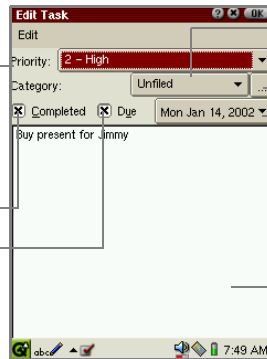 Edit Task ? OK
Edit
Priority: 2 - High
Category: Unfiled ...
Completed Due Mon Jan 14, 2002
Buy present for Jimmy
abc 7:49 AM